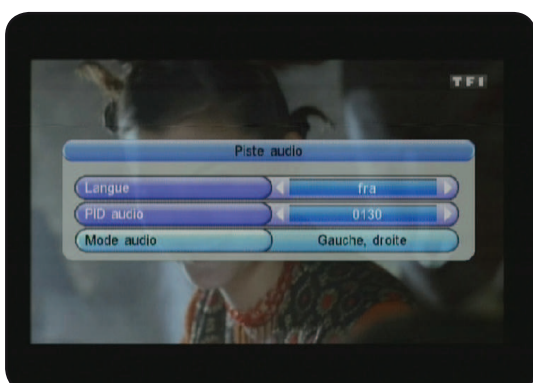 TF1
Piste audio
Langue fra
PID audio 0130
Mode audio Gauche, droite